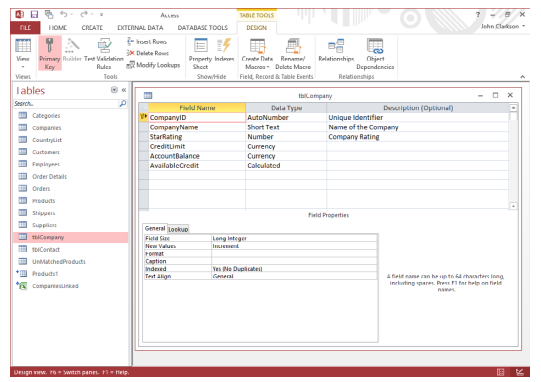 Access
TABLE TOOLS
FILE HOME CREATE EXTERNAL DATA DATABASE TOOLS DESIGN
John Clarkson
View
Primary Key
Builder
Test Validation Rules
Insert Rows
Delete Rows
Modify Lookups
Property Sheet
Indexes
Create Data Macros
Rename/ Delete Macro
Relationships
Object Dependencies
Views Tools Show/Hide Field, Record & Table Events Relationships
Tables
Search...
Categories
Companies
CountryList
Customers
Employees
Order Details
Orders
Products
Shippers
Suppliers
tblCompany
tblContact
UnMatchedProducts
Products1
CompaniesLinked
tblCompany
Field Name Data Type Description (Optional)
CompanyID AutoNumber Unique Identifier
CompanyName Short Text Name of the Company
StarRating Number Company Rating
CreditLimit Currency
AccountBalance Currency
AvailableCredit Calculated
Field Properties
General Lookup
Field Size Long Integer
New Values Increment
Format
Caption
Indexed Yes (No Duplicates)
Text Align General
A field name can be up to 64 characters long,
including spaces. Press F1 for help on field
names.
Design view. F6 = Switch panes. F1 = Help.